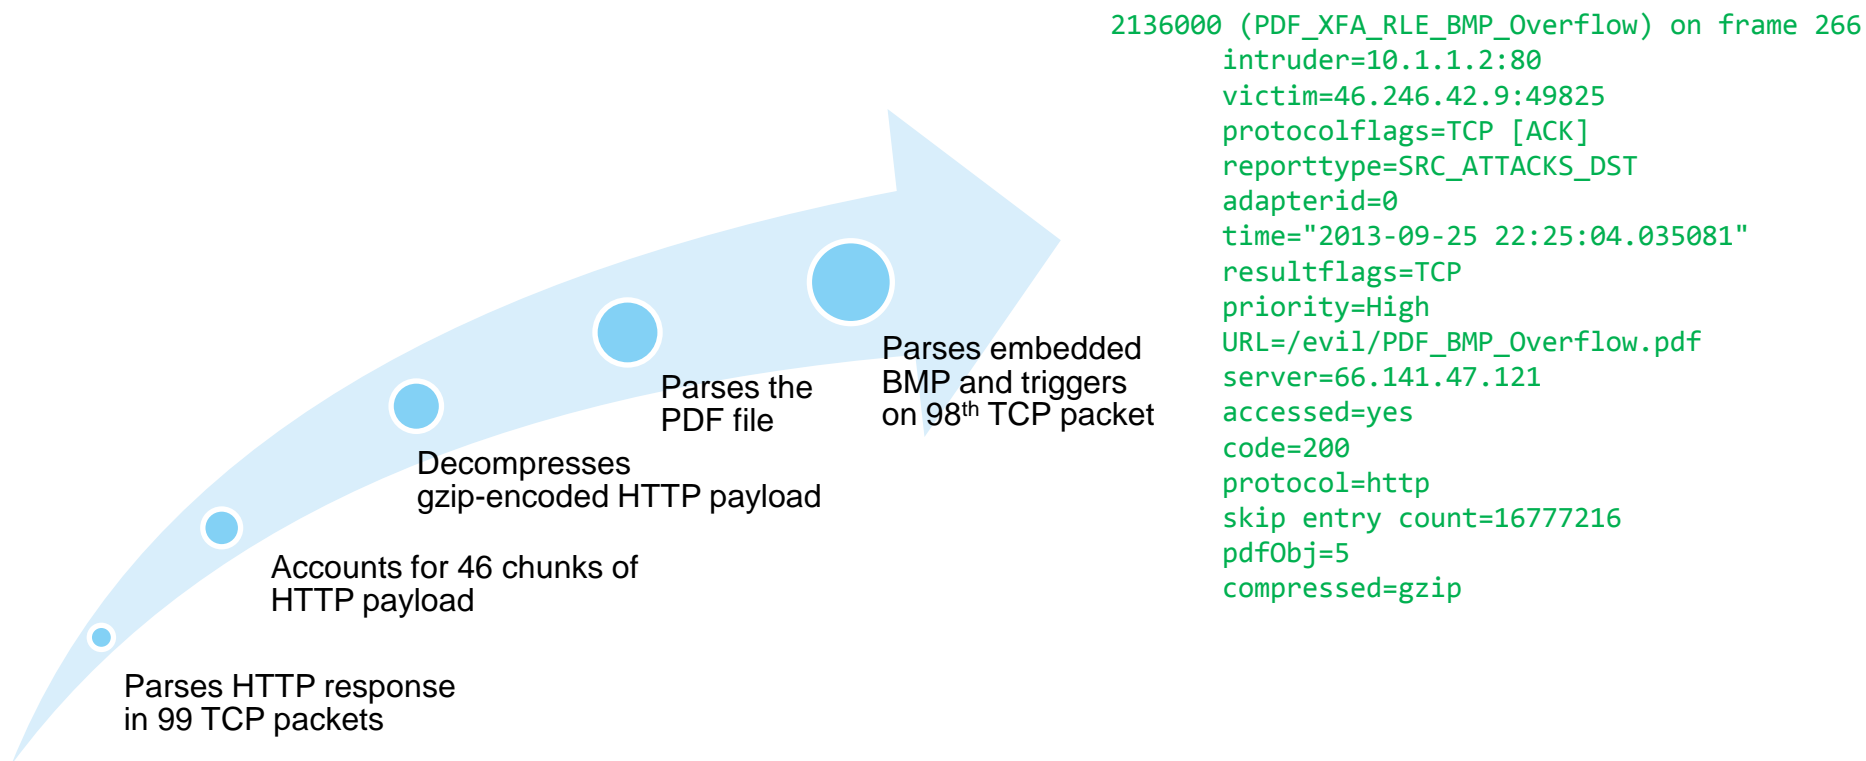 2136000 (PDF_XFA_RLE_BMP_Overflow) on frame 266
intruder=10.1.1.2:80
victim=46.246.42.9:49825
protocolflags=TCP [ACK]
reporttype=SRC_ATTACKS_DST
adapterid=0
time="2013-09-25 22:25:04.035081"
resultflags=TCP
priority=High
URL=/evil/PDF_BMP_Overflow.pdf
server=66.141.47.121
accessed=yes
code=200
protocol=http
skip entry count=16777216
pdfObj=5
compressed=gzip
Parses HTTP response
in 99 TCP packets
Accounts for 46 chunks of
HTTP payload
Decompresses
gzip-encoded HTTP payload
Parses the
PDF file
Parses embedded
BMP and triggers
on 98th TCP packet